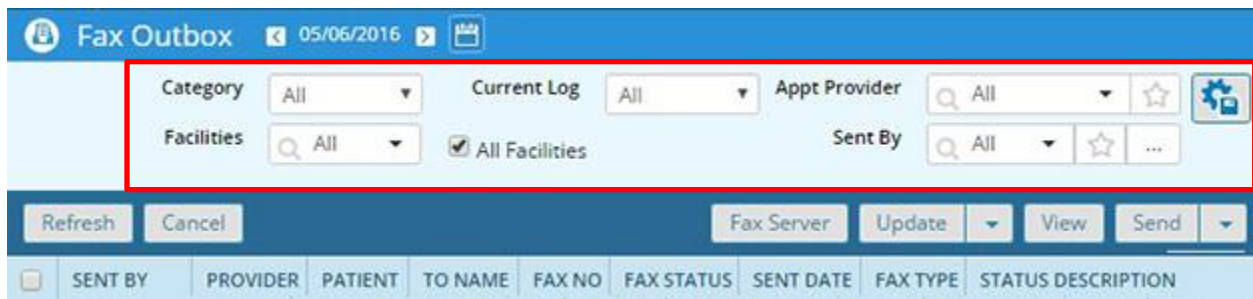 Fax Outbox 05/06/2016
Category All Current Log All Appt Provider All
Facilities All All Facilities Sent By All ...
Refresh Cancel Fax Server Update View Send
SENT BY PROVIDER PATIENT TO NAME FAX NO FAX STATUS SENT DATE FAX TYPE STATUS DESCRIPTION